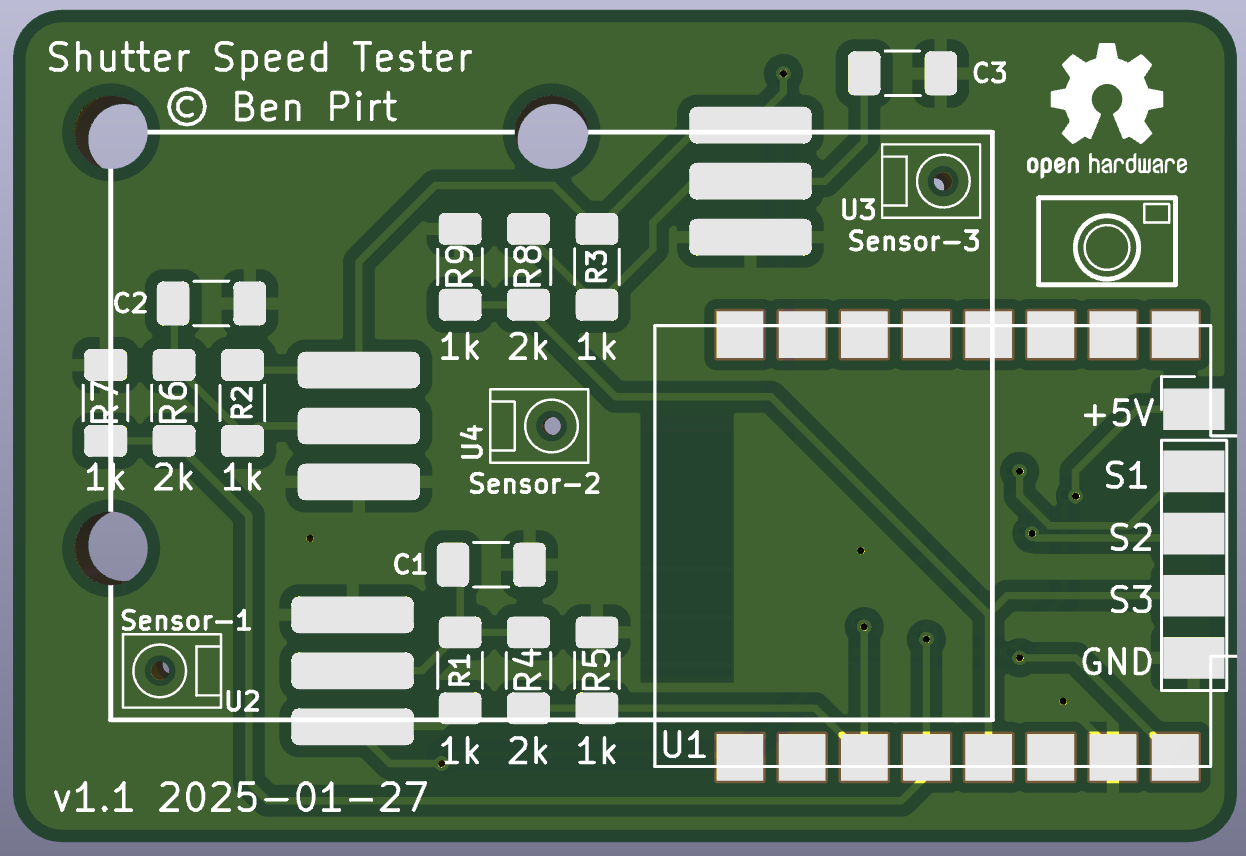 Shutter Speed Tester
© Ben Pirt
C3
open hardware
U3
Sensor-3
R9
R8
R3
C2
1k
2k
1k
R7
R6
R2
+5V
U4
1k
2k
1k
Sensor-2
S1
S2
C1
S3
Sensor-1
R1
R4
R5
GND
U2
1k
2k
1k
U1
v1.1 2025-01-27